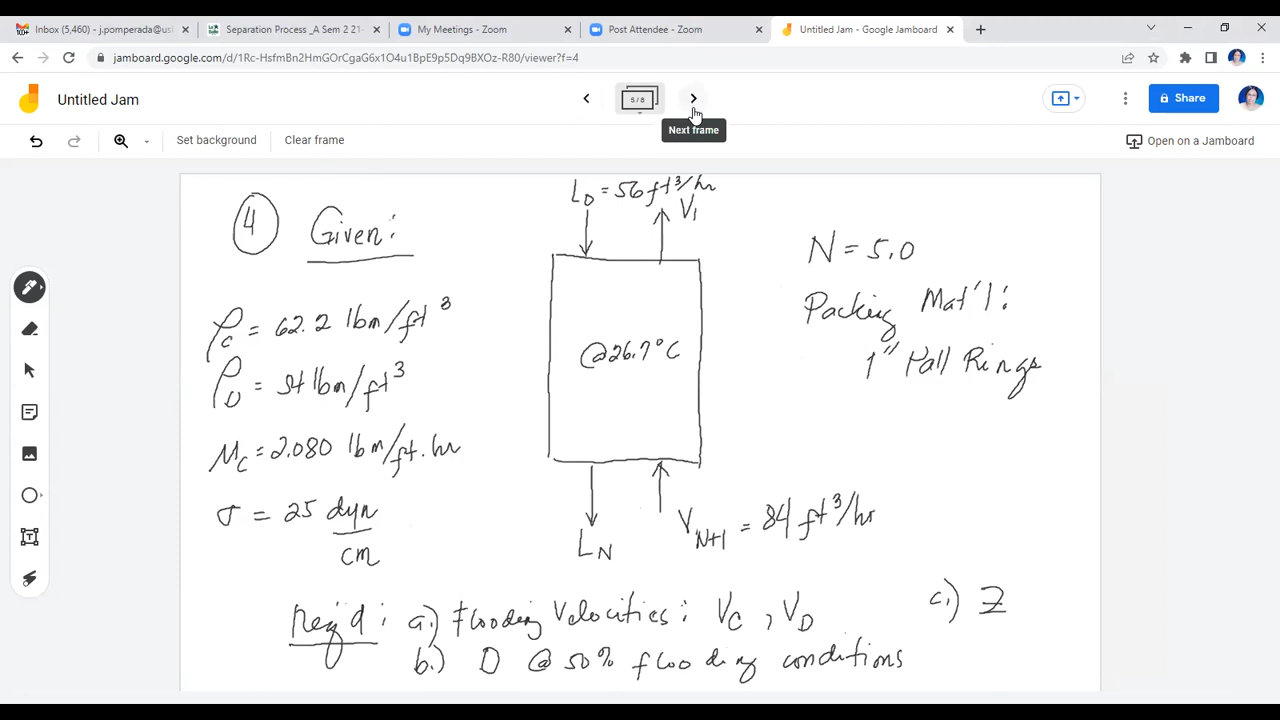 Inbox (5,460) - j.pomperada@usl
Separation Process _A Sem 2 21-
My Meetings - Zoom
Post Attendee - Zoom
Untitled Jam - Google Jamboard
jamboard.google.com/d/1Rc-HsfmBn2HmGOrCgaG6x1O4u1BpE9p5Dq9BXOz-R80/viewer?f=4
Untitled Jam
5 / 8
Share
Next frame
Set background
Clear frame
Open on a Jamboard
4
Given:
L₀ = 56 ft³/hr
V₁
N = 5.0
Packing Mat'l:
1" Pall Rings
ρc = 62.2 lbm/ft³
ρD = 54 lbm/ft³
μc = 2.080 lbm/ft.hr
σ = 25 dyn/cm
@26.7°C
LN
VN+1 = 84 ft³/hr
Req'd: a.) flooding velocities: Vc, VD
b.) D @ 50% flooding conditions
c.) Z